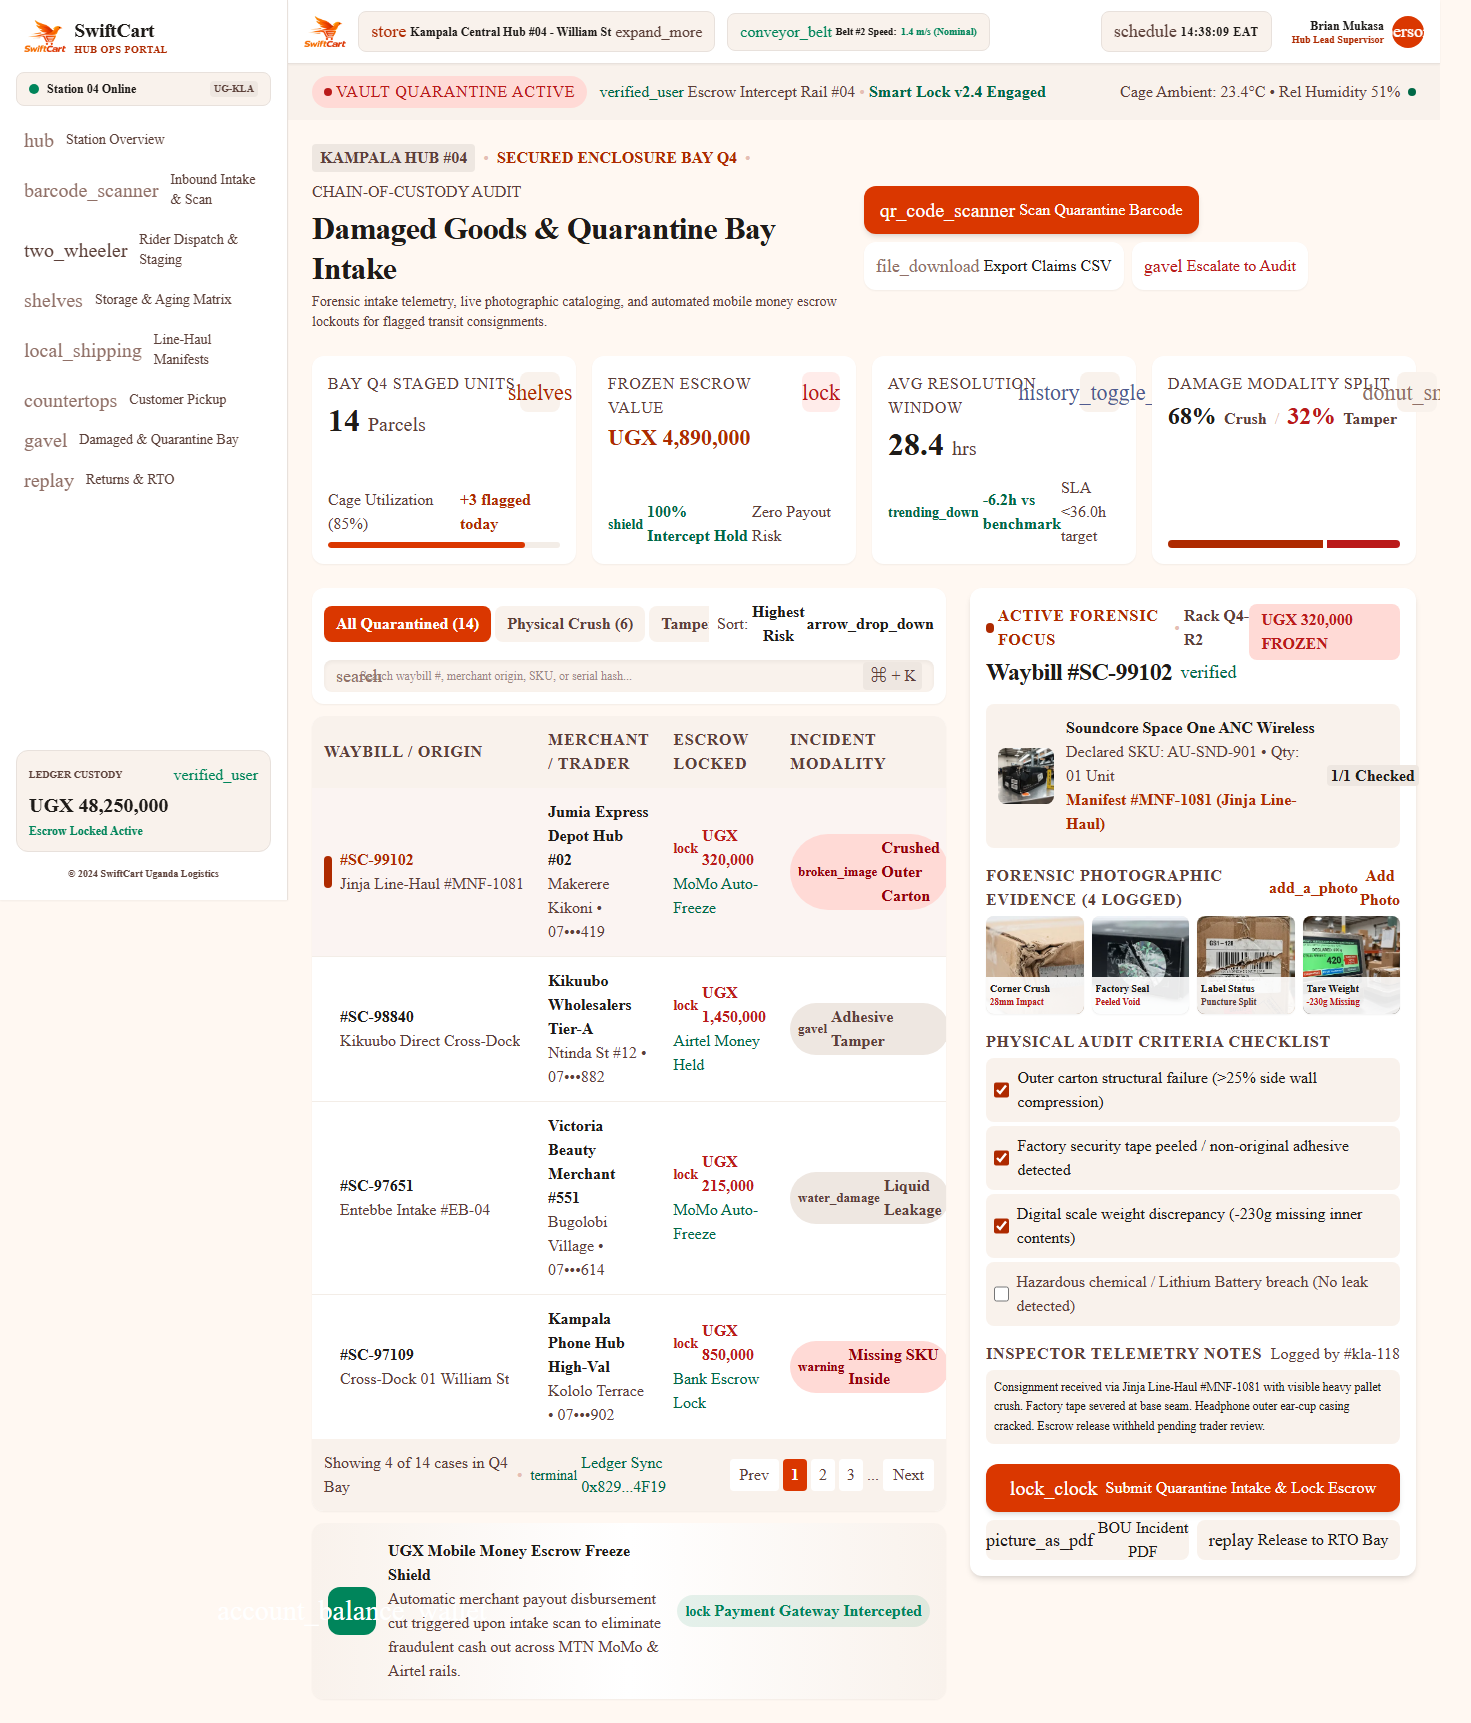 SwiftCart
SwiftCart
HUB OPS PORTAL
Station 04 Online
UG-KLA
hub Station Overview
barcode_scanner Inbound Intake & Scan
two_wheeler Rider Dispatch & Staging
shelves Storage & Aging Matrix
local_shipping Line-Haul Manifests
countertops Customer Pickup
gavel Damaged & Quarantine Bay
replay Returns & RTO
LEDGER CUSTODY verified_user
UGX 48,250,000
Escrow Locked Active
© 2024 SwiftCart Uganda Logistics
SwiftCart
store Kampala Central Hub #04 - William St expand_more
conveyor_belt Belt #2 Speed: 1.4 m/s (Nominal)
schedule 14:38:09 EAT
Brian Mukasa
Hub Lead Supervisor
VAULT QUARANTINE ACTIVE
verified_user Escrow Intercept Rail #04 • Smart Lock v2.4 Engaged
Cage Ambient: 23.4°C • Rel Humidity 51%
KAMPALA HUB #04 • SECURED ENCLOSURE BAY Q4 •
CHAIN-OF-CUSTODY AUDIT
Damaged Goods & Quarantine Bay
Intake
Forensic intake telemetry, live photographic cataloging, and automated mobile money escrow
lockouts for flagged transit consignments.
qr_code_scanner Scan Quarantine Barcode
file_download Export Claims CSV
gavel Escalate to Audit
BAY Q4 STAGED UNITS shelves
14 Parcels
Cage Utilization (85%)
+3 flagged today
FROZEN ESCROW VALUE lock
UGX 4,890,000
shield 100% Intercept Hold
Zero Payout Risk
AVG RESOLUTION WINDOW history_toggle_
28.4 hrs
trending_down -6.2h vs benchmark
SLA <36.0h target
DAMAGE MODALITY SPLIT donut_sm
68% Crush / 32% Tamper
All Quarantined (14)
Physical Crush (6)
Tampe
Sort: Highest Risk arrow_drop_down
search
Search waybill #, merchant origin, SKU, or serial hash...
⌘ + K
WAYBILL / ORIGIN
MERCHANT / TRADER
ESCROW LOCKED
INCIDENT MODALITY
#SC-99102
Jinja Line-Haul #MNF-1081
Jumia Express Depot Hub #02
Makerere Kikoni • 07•••419
lock UGX 320,000
MoMo Auto-Freeze
broken_image Crushed Outer Carton
#SC-98840
Kikuubo Direct Cross-Dock
Kikuubo Wholesalers Tier-A
Ntinda St #12 • 07•••882
lock UGX 1,450,000
Airtel Money Held
gavel Adhesive Tamper
#SC-97651
Entebbe Intake #EB-04
Victoria Beauty Merchant #551
Bugolobi Village • 07•••614
lock UGX 215,000
MoMo Auto-Freeze
water_damage Liquid Leakage
#SC-97109
Cross-Dock 01 William St
Kampala Phone Hub High-Val
Kololo Terrace • 07•••902
lock UGX 850,000
Bank Escrow Lock
warning Missing SKU Inside
Showing 4 of 14 cases in Q4 Bay
• terminal Ledger Sync 0x829...4F19
Prev 1 2 3 ... Next
UGX Mobile Money Escrow Freeze
Shield
Automatic merchant payout disbursement
cut triggered upon intake scan to eliminate
fraudulent cash out across MTN MoMo &
Airtel rails.
lock Payment Gateway Intercepted
ACTIVE FORENSIC FOCUS
• Rack Q4-R2
UGX 320,000 FROZEN
Waybill #SC-99102 verified
Soundcore Space One ANC Wireless
Declared SKU: AU-SND-901 • Qty:
01 Unit
Manifest #MNF-1081 (Jinja Line-
Haul)
1/1 Checked
FORENSIC PHOTOGRAPHIC
EVIDENCE (4 LOGGED)
add_a_photo Add Photo
Corner Crush
28mm Impact
Factory Seal
Peeled Void
GS1-128
Label Status
Puncture Split
420
Tare Weight
-230g Missing
PHYSICAL AUDIT CRITERIA CHECKLIST
Outer carton structural failure (>25% side wall
compression)
Factory security tape peeled / non-original adhesive
detected
Digital scale weight discrepancy (-230g missing inner
contents)
Hazardous chemical / Lithium Battery breach (No leak
detected)
INSPECTOR TELEMETRY NOTES Logged by #kla-118
Consignment received via Jinja Line-Haul #MNF-1081 with visible heavy pallet
crush. Factory tape severed at base seam. Headphone outer ear-cup casing
cracked. Escrow release withheld pending trader review.
lock_clock Submit Quarantine Intake & Lock Escrow
picture_as_pdf BOU Incident PDF
replay Release to RTO Bay